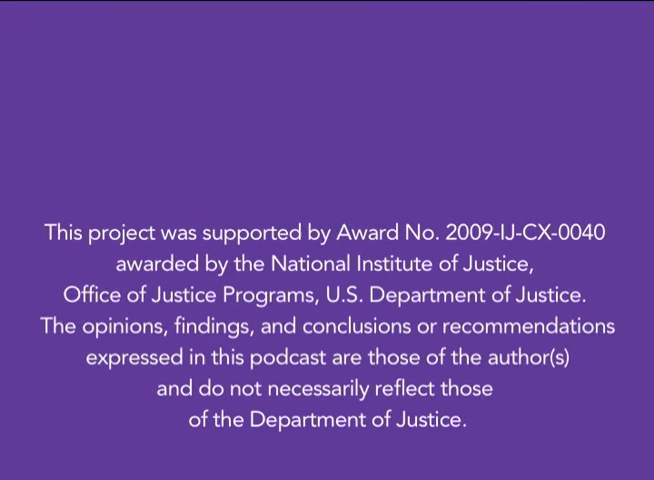 This project was supported by Award No. 2009-IJ-CX-0040
awarded by the National Institute of Justice,
Office of Justice Programs, U.S. Department of Justice.
The opinions, findings, and conclusions or recommendations
expressed in this podcast are those of the author(s)
and do not necessarily reflect those
of the Department of Justice.